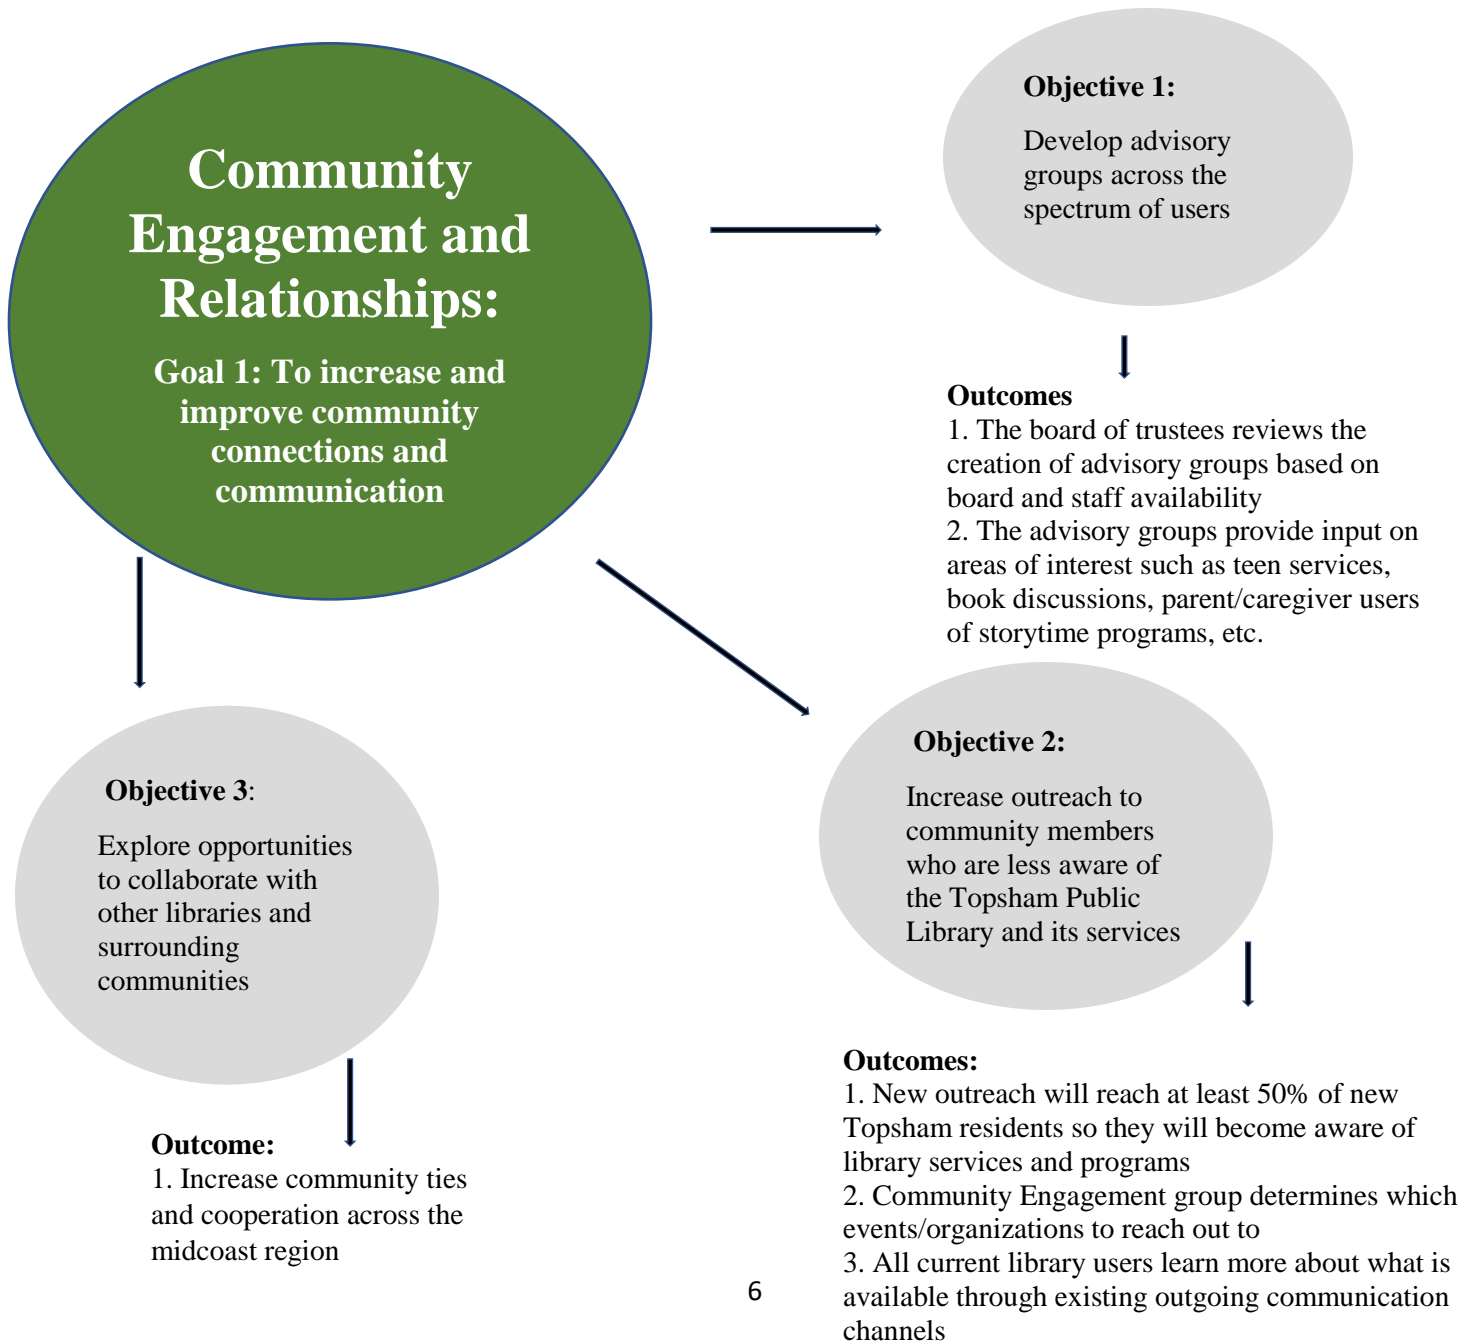 Community
Engagement and
Relationships:
Goal 1: To increase and
improve community
connections and
communication
Objective 1:
Develop advisory
groups across the
spectrum of users
Outcomes
1. The board of trustees reviews the
creation of advisory groups based on
board and staff availability
2. The advisory groups provide input on
areas of interest such as teen services,
book discussions, parent/caregiver users
of storytime programs, etc.
Objective 2:
Increase outreach to
community members
who are less aware of
the Topsham Public
Library and its services
Outcomes:
1. New outreach will reach at least 50% of new
Topsham residents so they will become aware of
library services and programs
2. Community Engagement group determines which
events/organizations to reach out to
3. All current library users learn more about what is
available through existing outgoing communication
channels
Objective 3:
Explore opportunities
to collaborate with
other libraries and
surrounding
communities
Outcome:
1. Increase community ties
and cooperation across the
midcoast region
6